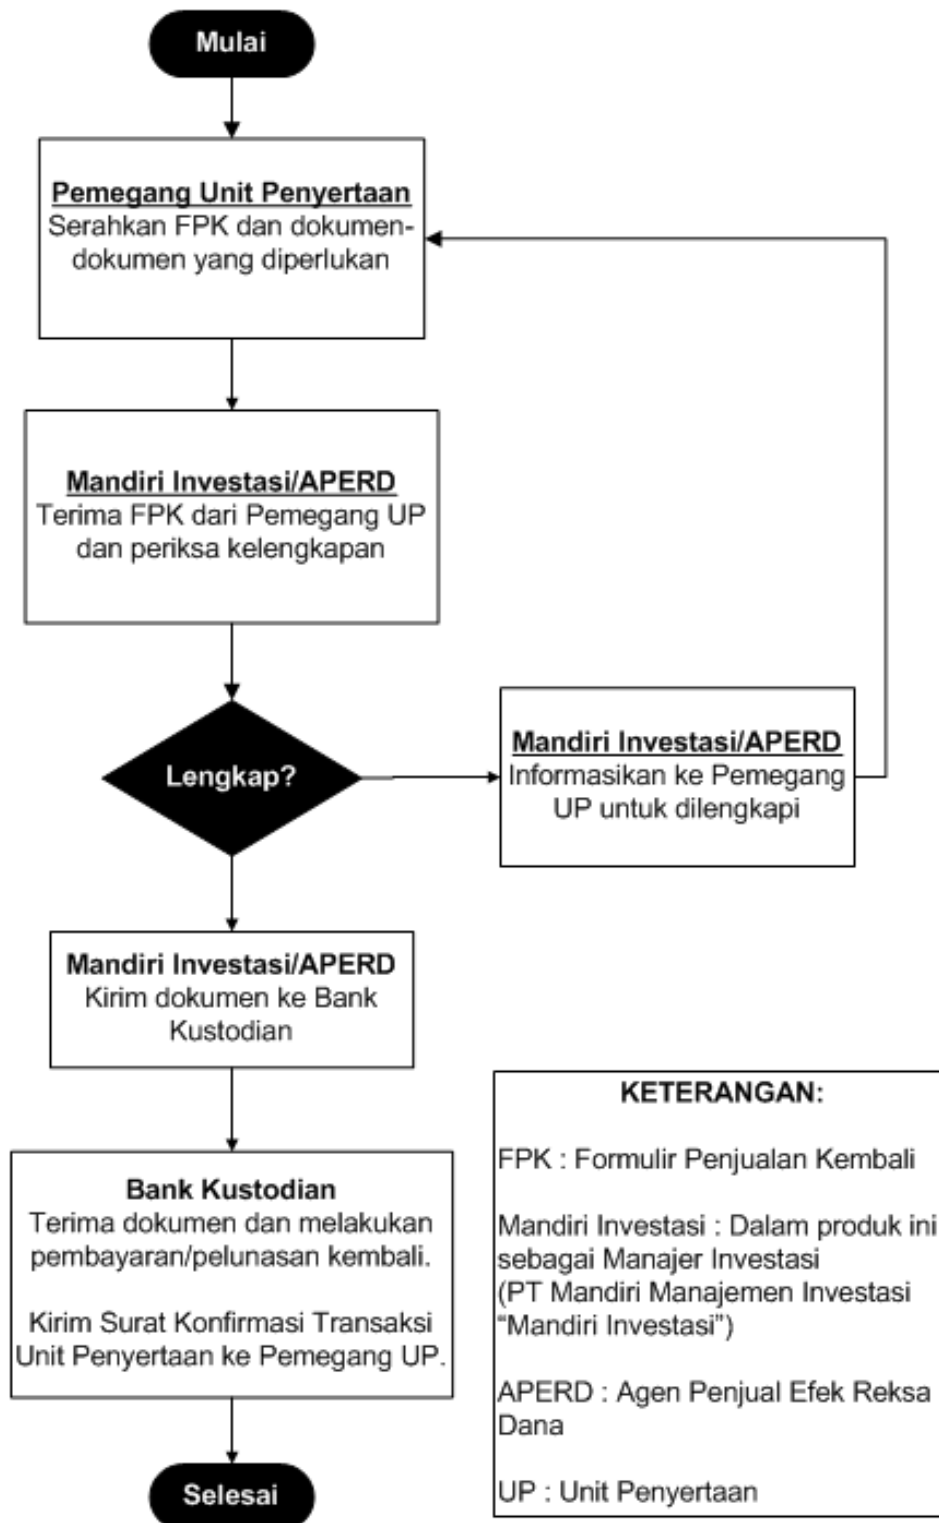 Mulai
Pemegang Unit Penyertaan
Serahkan FPK dan dokumen-
dokumen yang diperlukan
Mandiri Investasi/APERD
Terima FPK dari Pemegang UP
dan periksa kelengkapan
Lengkap?
Mandiri Investasi/APERD
Informasikan ke Pemegang
UP untuk dilengkapi
Mandiri Investasi/APERD
Kirim dokumen ke Bank
Kustodian
Bank Kustodian
Terima dokumen dan melakukan
pembayaran/pelunasan kembali.
Kirim Surat Konfirmasi Transaksi
Unit Penyertaan ke Pemegang UP.
Selesai
KETERANGAN:
FPK : Formulir Penjualan Kembali
Mandiri Investasi : Dalam produk ini
sebagai Manajer Investasi
(PT Mandiri Manajemen Investasi
“Mandiri Investasi”)
APERD : Agen Penjual Efek Reksa
Dana
UP : Unit Penyertaan